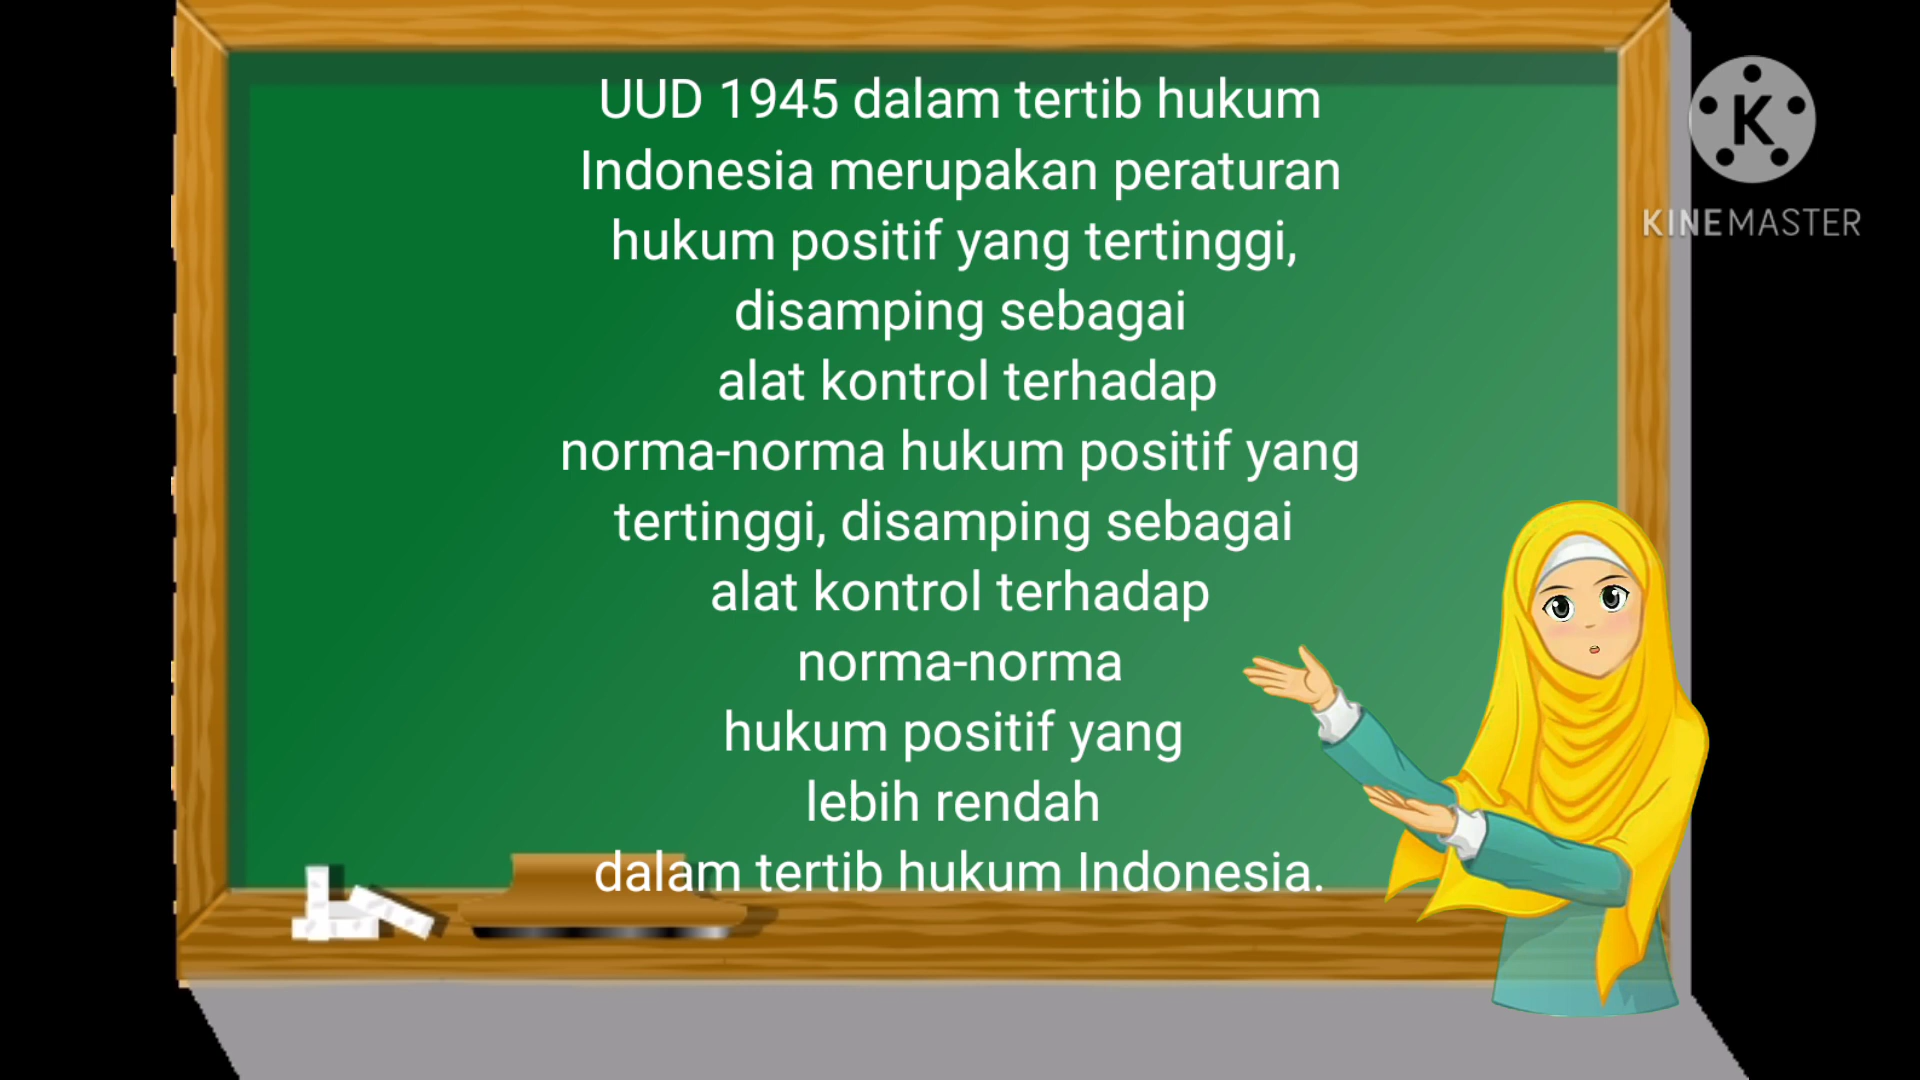 UUD 1945 dalam tertib hukum
Indonesia merupakan peraturan
hukum positif yang tertinggi,
disamping sebagai
alat kontrol terhadap
norma-norma hukum positif yang
tertinggi, disamping sebagai
alat kontrol terhadap
norma-norma
hukum positif yang
lebih rendah
dalam tertib hukum Indonesia.
K
KINEMASTER